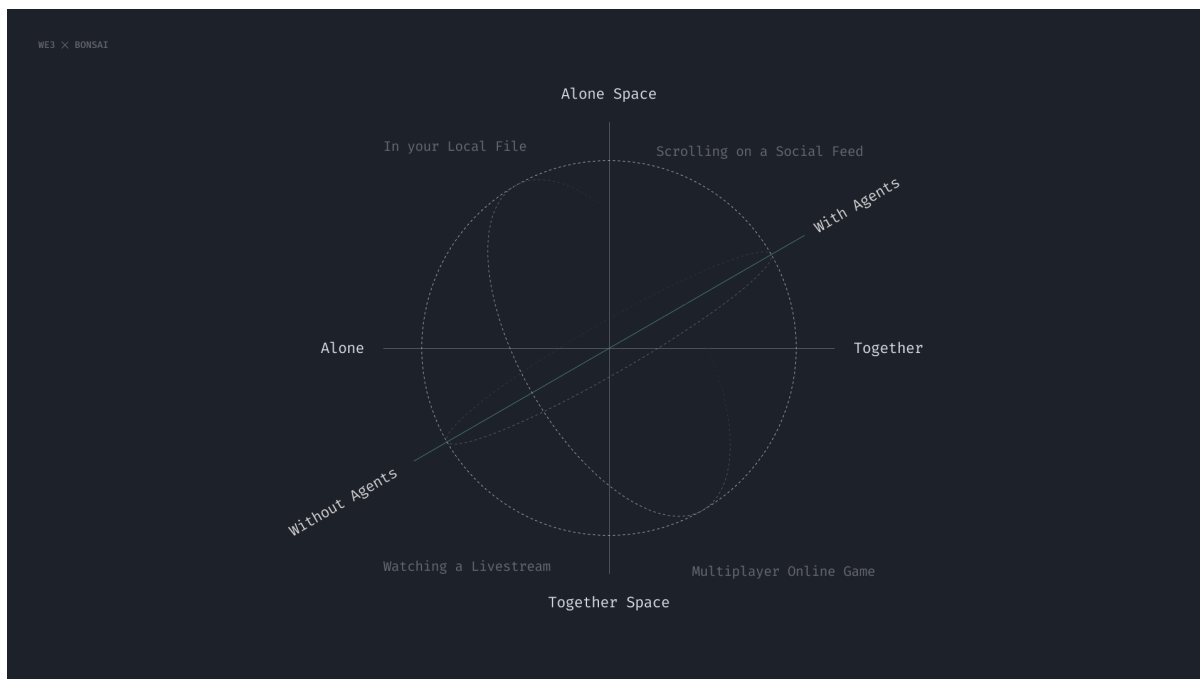 WE3 × BONSAI
Alone Space
In your Local File
Scrolling on a Social Feed
With Agents
Alone
Together
Without Agents
Watching a Livestream
Multiplayer Online Game
Together Space